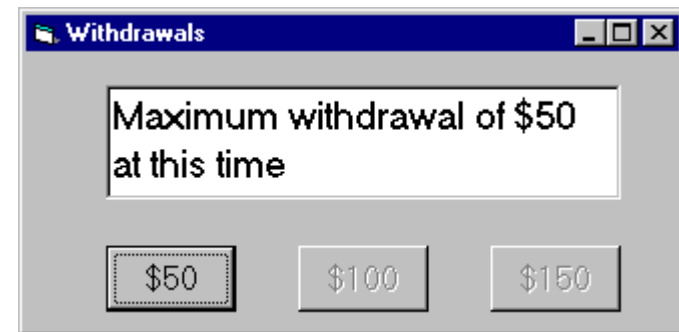 Withdrawals
Maximum withdrawal of $50
at this time
$50 $100 $150